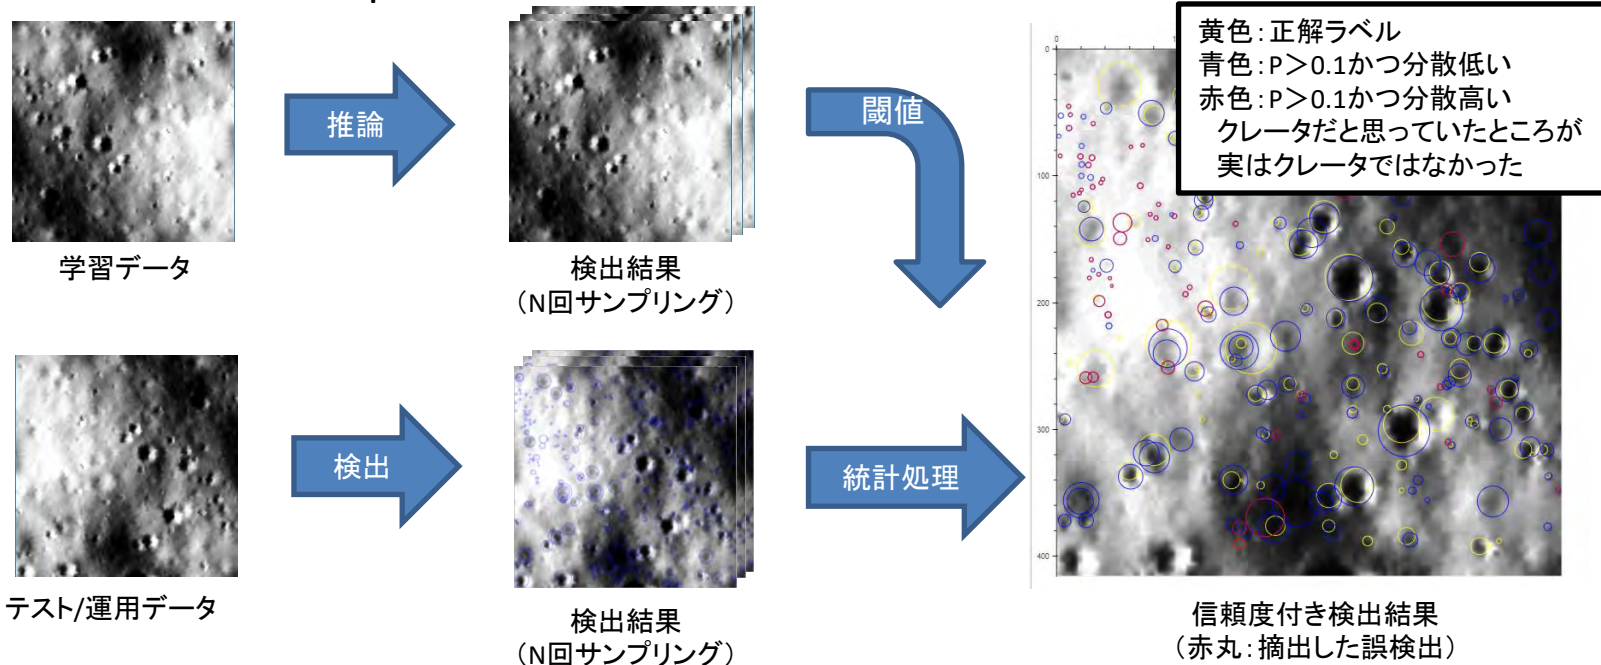 黄色：正解ラベル
青色：P＞0.1かつ分散低い
赤色：P＞0.1かつ分散高い
クレータだと思っていたところが
実はクレータではなかった
推論
閾値
学習データ
検出結果
（N回サンプリング）
検出
統計処理
テスト/運用データ
検出結果
（N回サンプリング）
0
100
200
300
400
0
信頼度付き検出結果
（赤丸：摘出した誤検出）